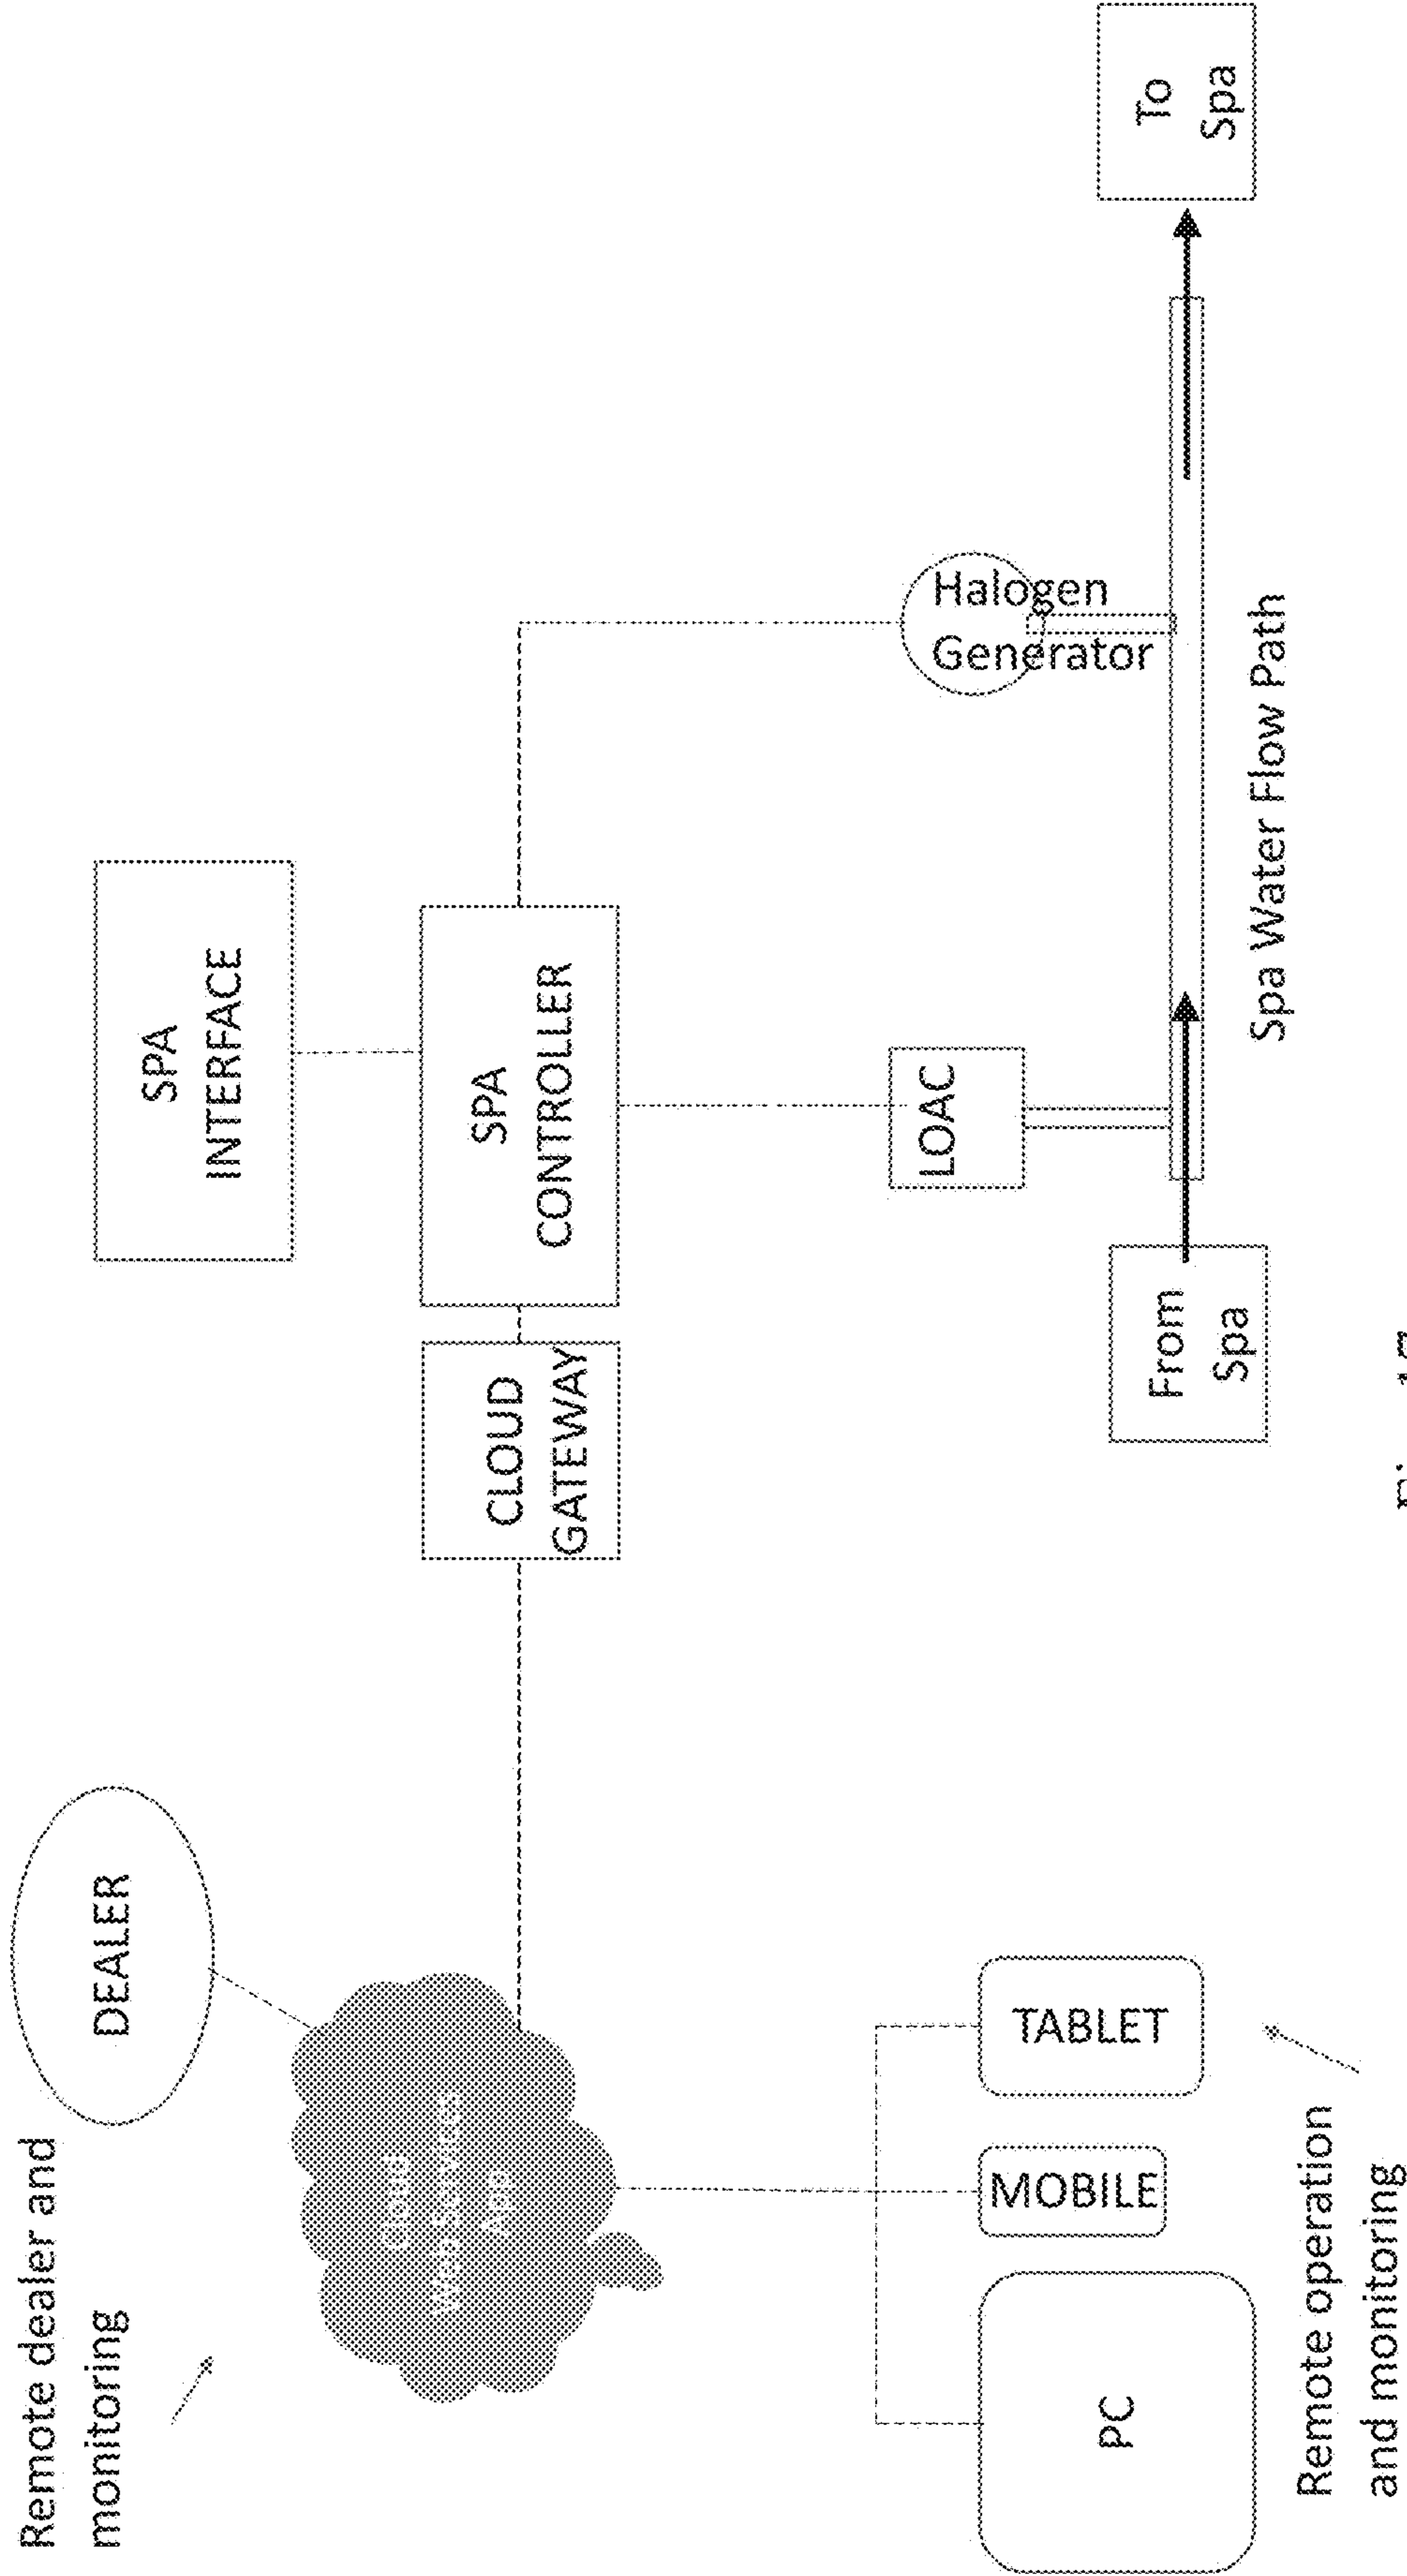 Remote dealer and
monitoring
DEALER
SPA
INTERFACE
CLOUD
GATEWAY
SPA
CONTROLLER
PC
MOBILE
TABLET
LOAC
Halogen
Generator
From
Spa
To
Spa
Spa Water Flow Path
Remote operation
and monitoring